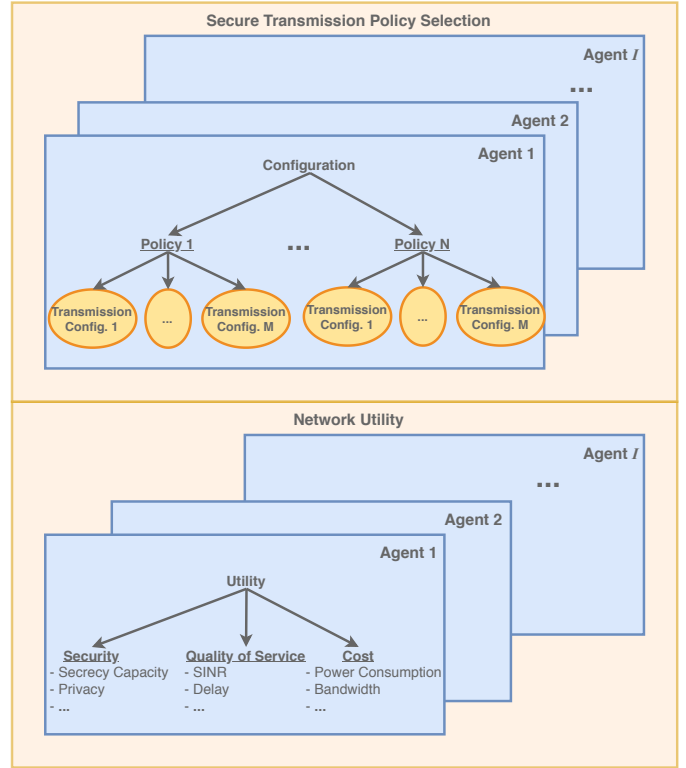 Secure Transmission Policy Selection
Agent I
...
Agent 2
Agent 1
Configuration
Policy 1
...
Policy N
Transmission
Config. 1
...
Transmission
Config. M
Transmission
Config. 1
...
Transmission
Config. M
Network Utility
Agent I
...
Agent 2
Agent 1
Utility
Security
- Secrecy Capacity
- Privacy
- ...
Quality of Service
- SINR
- Delay
- ...
Cost
- Power Consumption
- Bandwidth
- ...